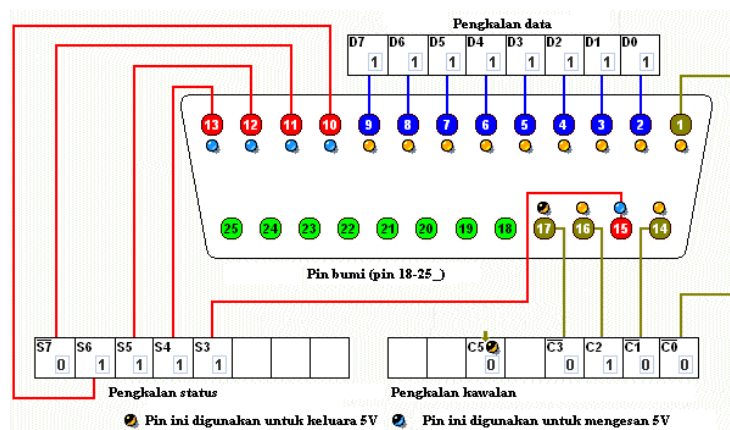 Pengkalan data
D7 D6 D5 D4 D3 D2 D1 D0
1 1 1 1 1 1 1 1
13 12 11 10 9 8 7 6 5 4 3 2 1
25 24 23 22 21 20 19 18 17 16 15 14
Pin bumi (pin 18-25_)
S7 S6 S5 S4 S3 C5 C3 C2 C1 C0
0 1 1 1 1 0 0 1 0 0
Pengkalan status Pengkalan kawalan
Pin ini digunakan untuk keluara 5V Pin ini digunakan untuk mengesan 5V